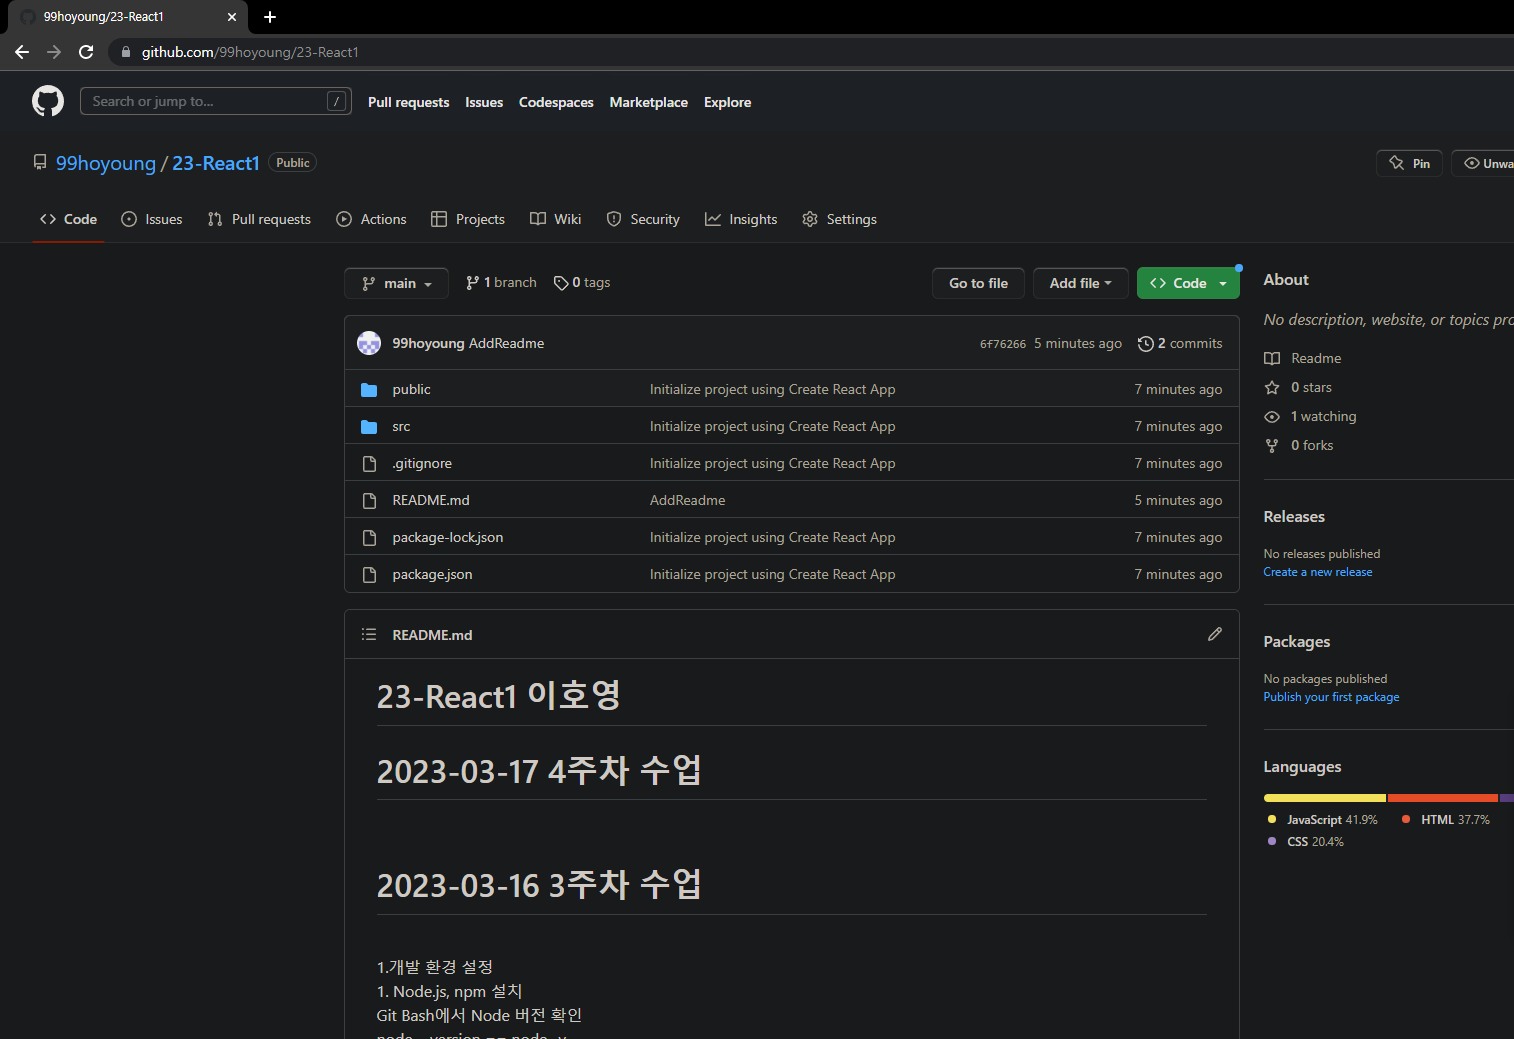 99hoyoung/23-React1
github.com/99hoyoung/23-React1
Search or jump to... /
Pull requests Issues Codespaces Marketplace Explore
99hoyoung / 23-React1 Public
Pin
Code Issues Pull requests Actions Projects Wiki Security Insights Settings
main 1 branch 0 tags Go to file Add file Code
99hoyoung AddReadme 6f76266 5 minutes ago 2 commits
public Initialize project using Create React App 7 minutes ago
src Initialize project using Create React App 7 minutes ago
.gitignore Initialize project using Create React App 7 minutes ago
README.md AddReadme 5 minutes ago
package-lock.json Initialize project using Create React App 7 minutes ago
package.json Initialize project using Create React App 7 minutes ago
README.md
23-React1 이호영
2023-03-17 4주차 수업
2023-03-16 3주차 수업
1.개발 환경 설정
1. Node.js, npm 설치
Git Bash에서 Node 버전 확인
About
No description, website, or topics
Readme
0 stars
1 watching
0 forks
Releases
No releases published
Create a new release
Packages
No packages published
Publish your first package
Languages
JavaScript 41.9% HTML 37.7%
CSS 20.4%